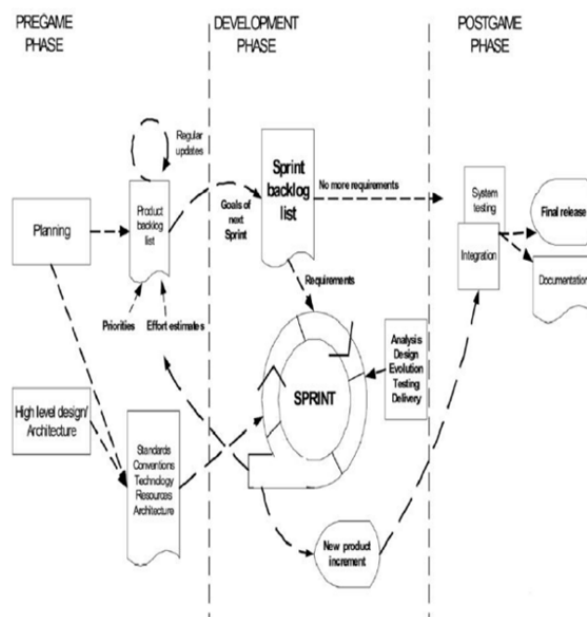 PREGAME
PHASE
DEVELOPMENT
PHASE
POSTGAME
PHASE
Regular
updates
Planning
Product
backlog
list
Goals of
next
Sprint
Sprint
backlog
list
No more requirements
System
testing
Integration
Final release
Documentation
Priorities
Effort estimates
Requirements
High level design/
Architecture
Standards
Conventions
Technology
Resources
Architecture
SPRINT
Analysis
Design
Evolution
Testing
Delivery
New product
increment